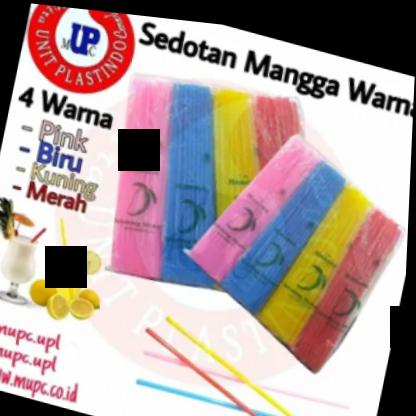 UNIT PLASTINDO
UP
M C
Sedotan Mangga Warna
4 Warna
- Pink
- Biru
- Kuning
- Merah
mupc.upl
mupc.upl
www.mupc.co.id